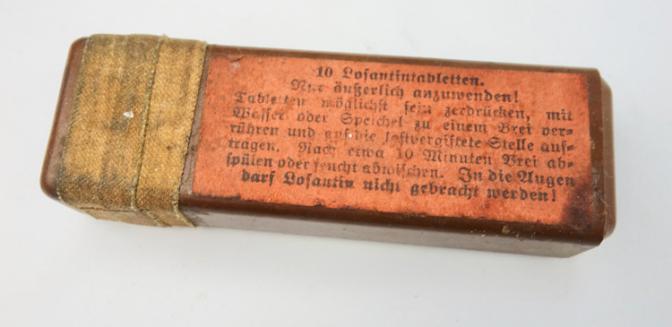 10 Losantintabletten.
Nur äußerlich anzuwenden!
Tabletten möglichst fein zerdrücken, mit
Wasser oder Speichel zu einem Brei ver-
rühren und auf die luftvergiftete Stelle auf-
tragen. Nach etwa 10 Minuten Brei ab-
spülen oder feucht abwischen. In die Augen
darf Losantin nicht gebracht werden!